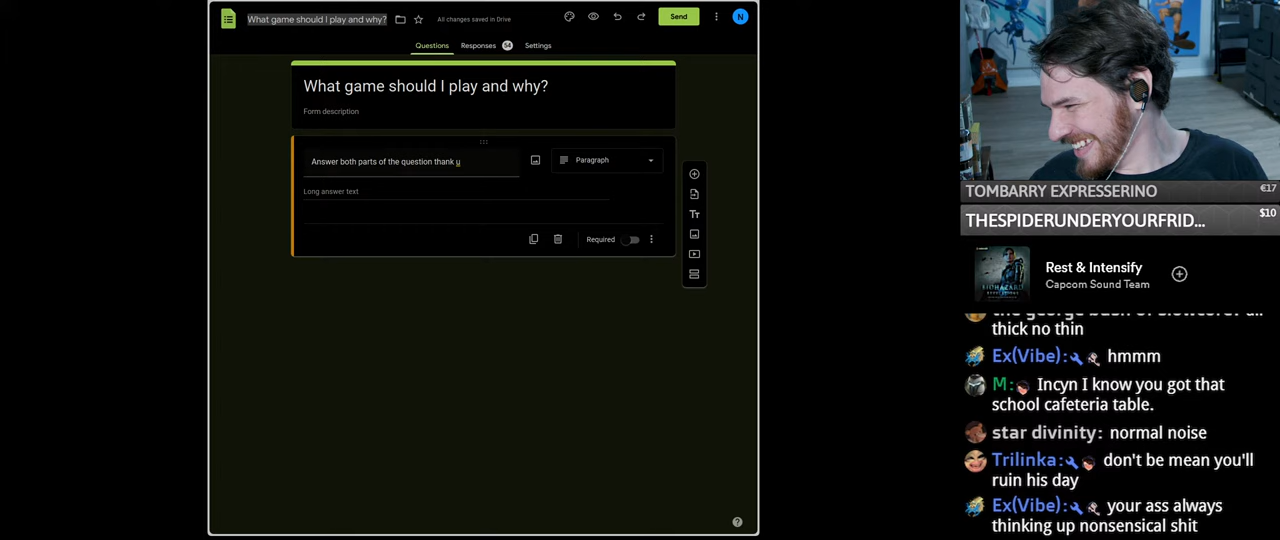 What game should I play and why?
All changes saved in Drive
Send
N
Questions
Responses 54
Settings
What game should I play and why?
Form description
Answer both parts of the question thank u
Paragraph
Long answer text
Required
TOMBARRY EXPRESSERINO €17
THESPIDERUNDERYOURFRID... $10
Rest & Intensify
Capcom Sound Team
thick no thin
Ex(Vibe): hmmm
M: Incyn I know you got that
school cafeteria table.
star divinity: normal noise
Trilinka: don't be mean you'll
ruin his day
Ex(Vibe): your ass always
thinking up nonsensical shit